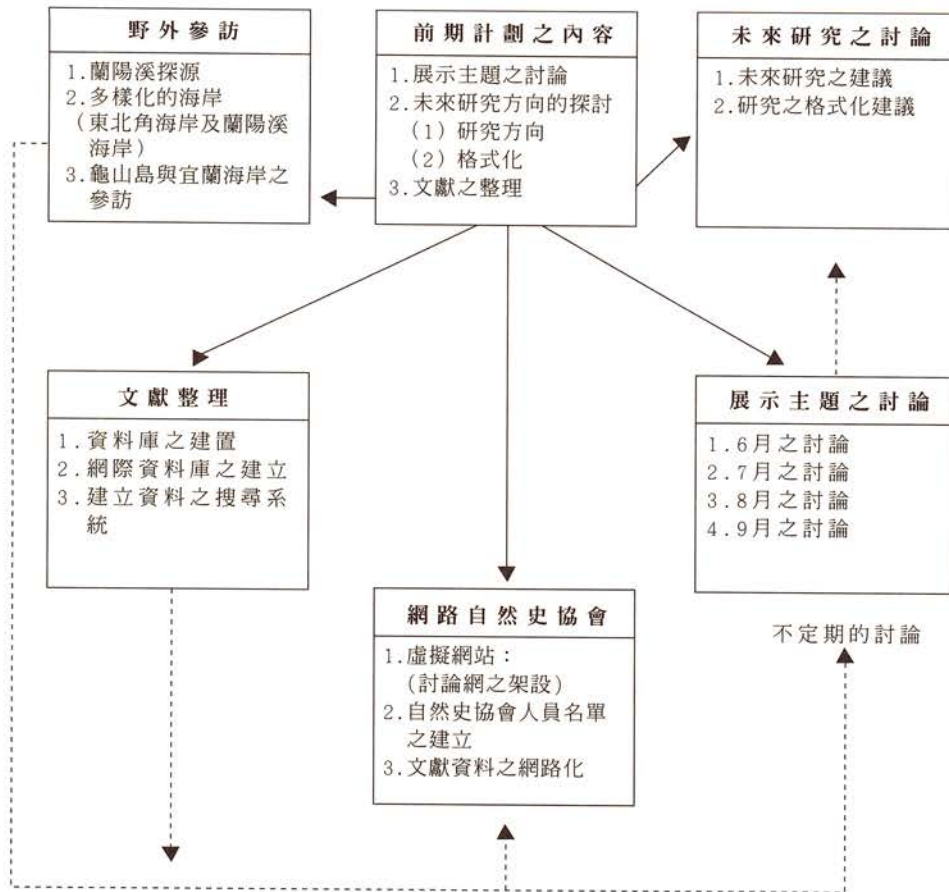 野外參訪
1.蘭陽溪探源
2.多樣化的海岸
(東北角海岸及蘭陽溪
海岸)
3.龜山島與宜蘭海岸之
參訪
前期計劃之內容
1.展示主題之討論
2.未來研究方向的探討
(1)研究方向
(2)格式化
3.文獻之整理
未來研究之討論
1.未來研究之建議
2.研究之格式化建議
文獻整理
1.資料庫之建置
2.網際資料庫之建立
3.建立資料之搜尋系
統
展示主題之討論
1.6月之討論
2.7月之討論
3.8月之討論
4.9月之討論
網路自然史協會
1.虛擬網站：
(討論網之架設)
2.自然史協會人員名單
之建立
3.文獻資料之網路化
不定期的討論